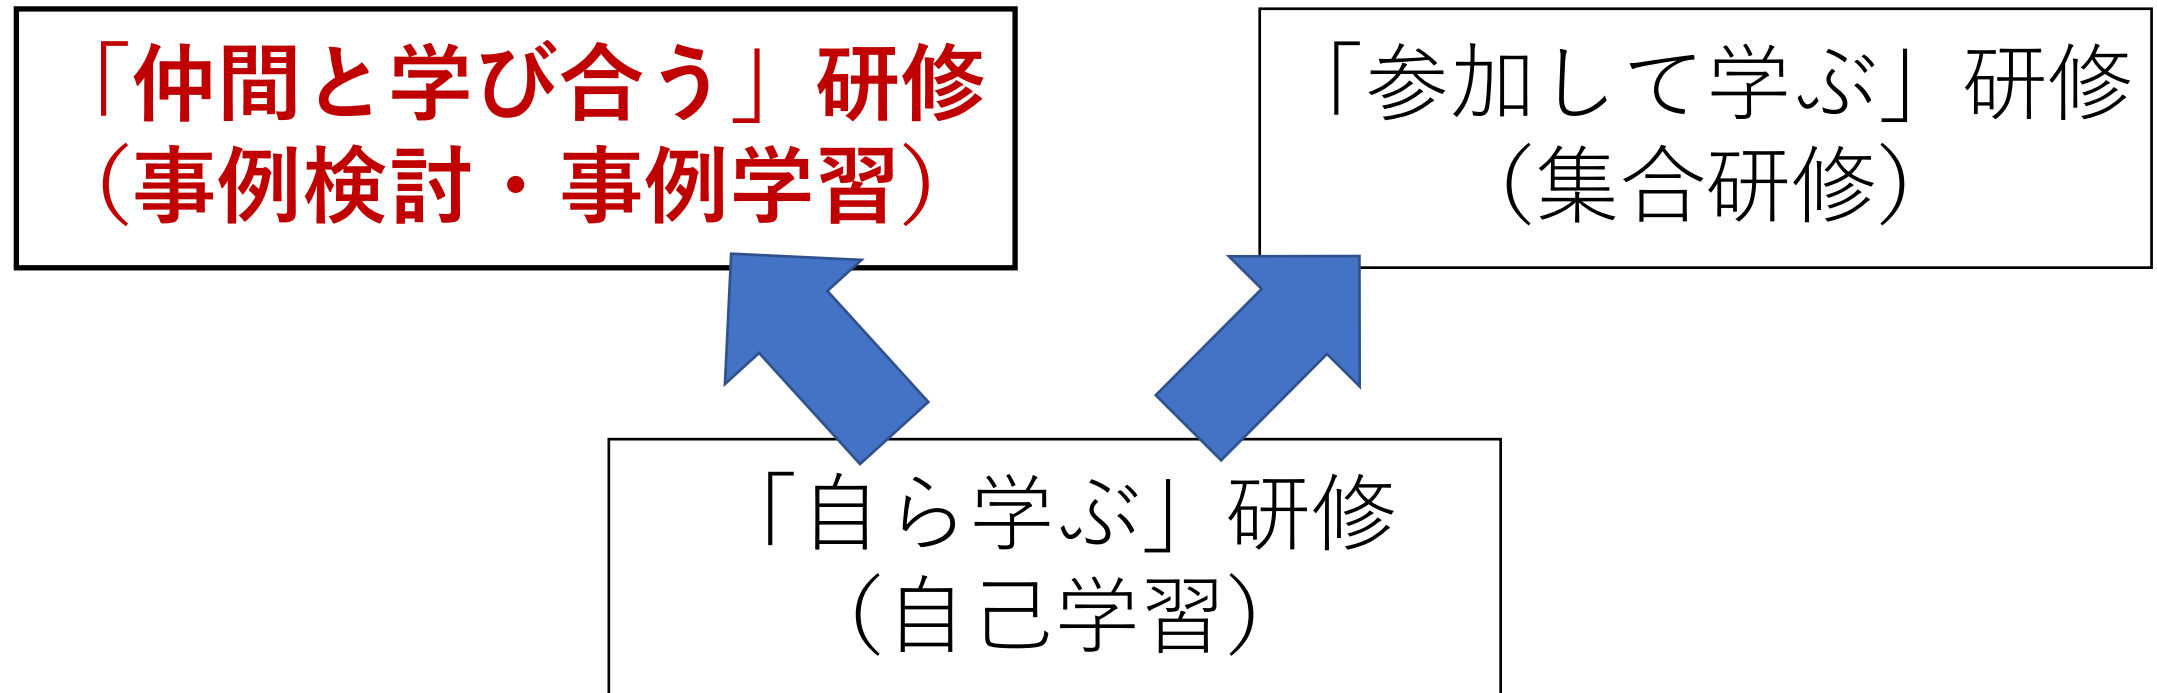 「仲間と学び合う」研修
（事例検討・事例学習）
「参加して学ぶ」研修
（集合研修）
「自ら学ぶ」研修
（自己学習）